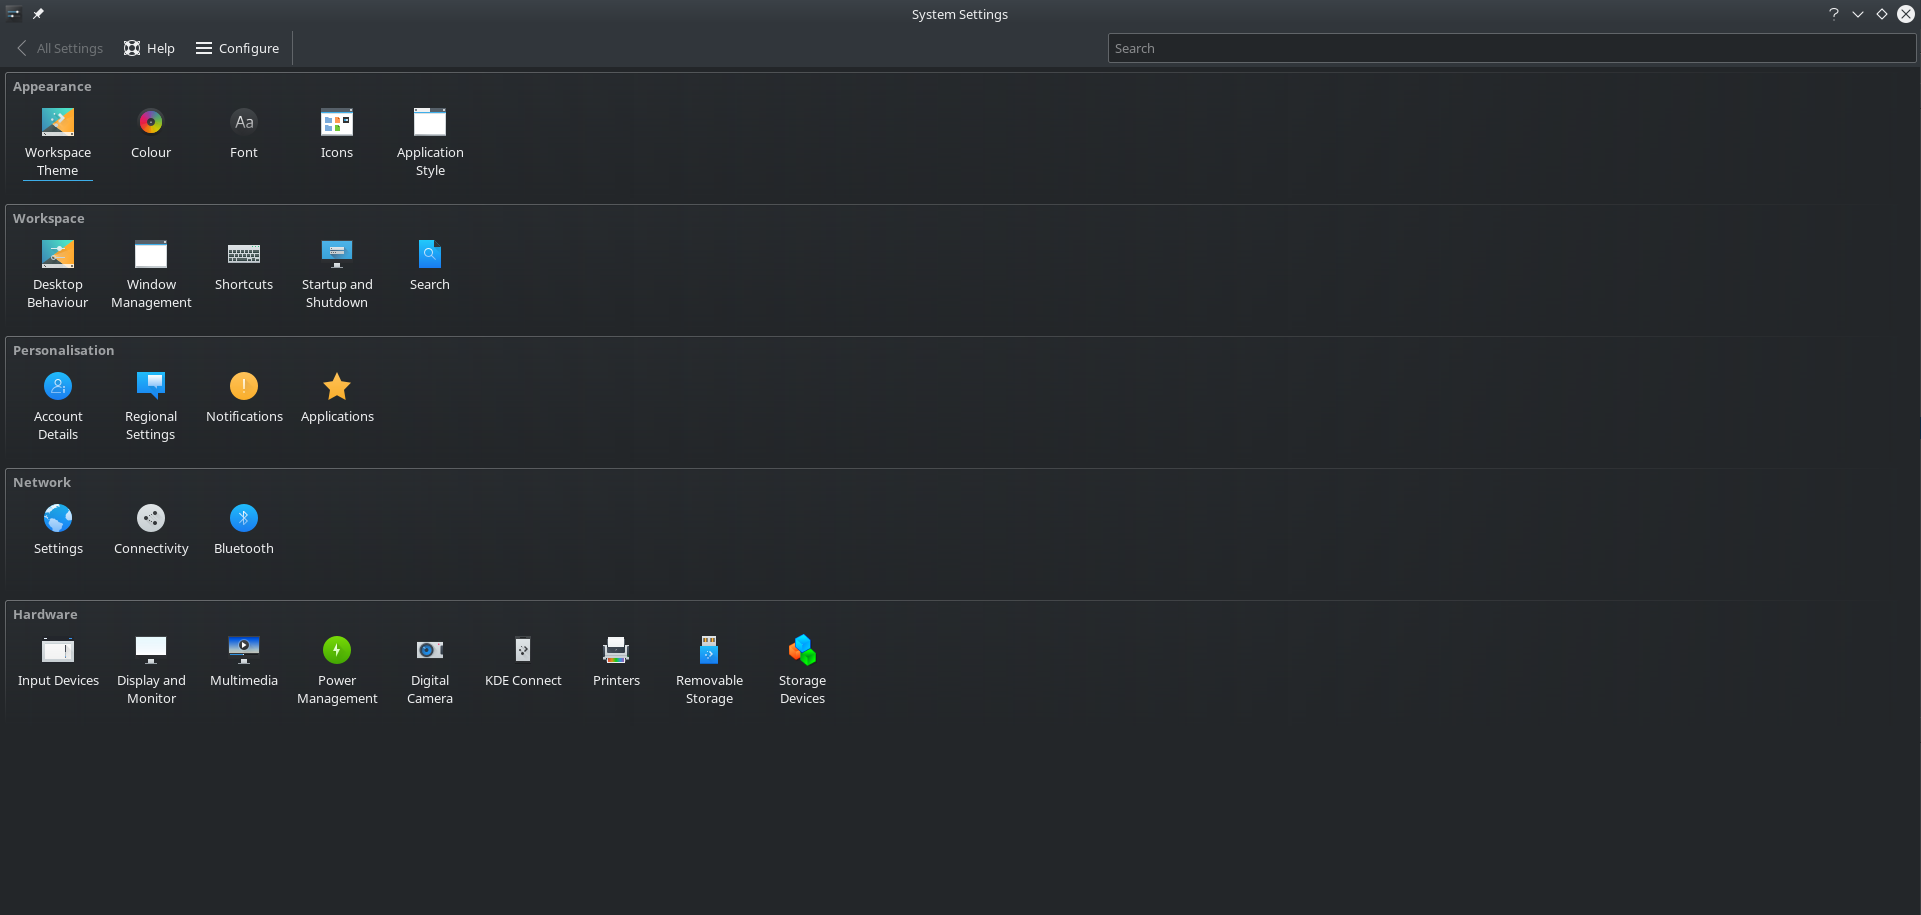 System Settings
All Settings Help Configure Search
Appearance
Aa
Workspace Theme
Colour
Font
Icons
Application Style
Workspace
Desktop Behaviour
Window Management
Shortcuts
Startup and Shutdown
Search
Personalisation
Account Details
Regional Settings
Notifications
Applications
Network
Settings
Connectivity
Bluetooth
Hardware
Input Devices
Display and Monitor
Multimedia
Power Management
Digital Camera
KDE Connect
Printers
Removable Storage
Storage Devices